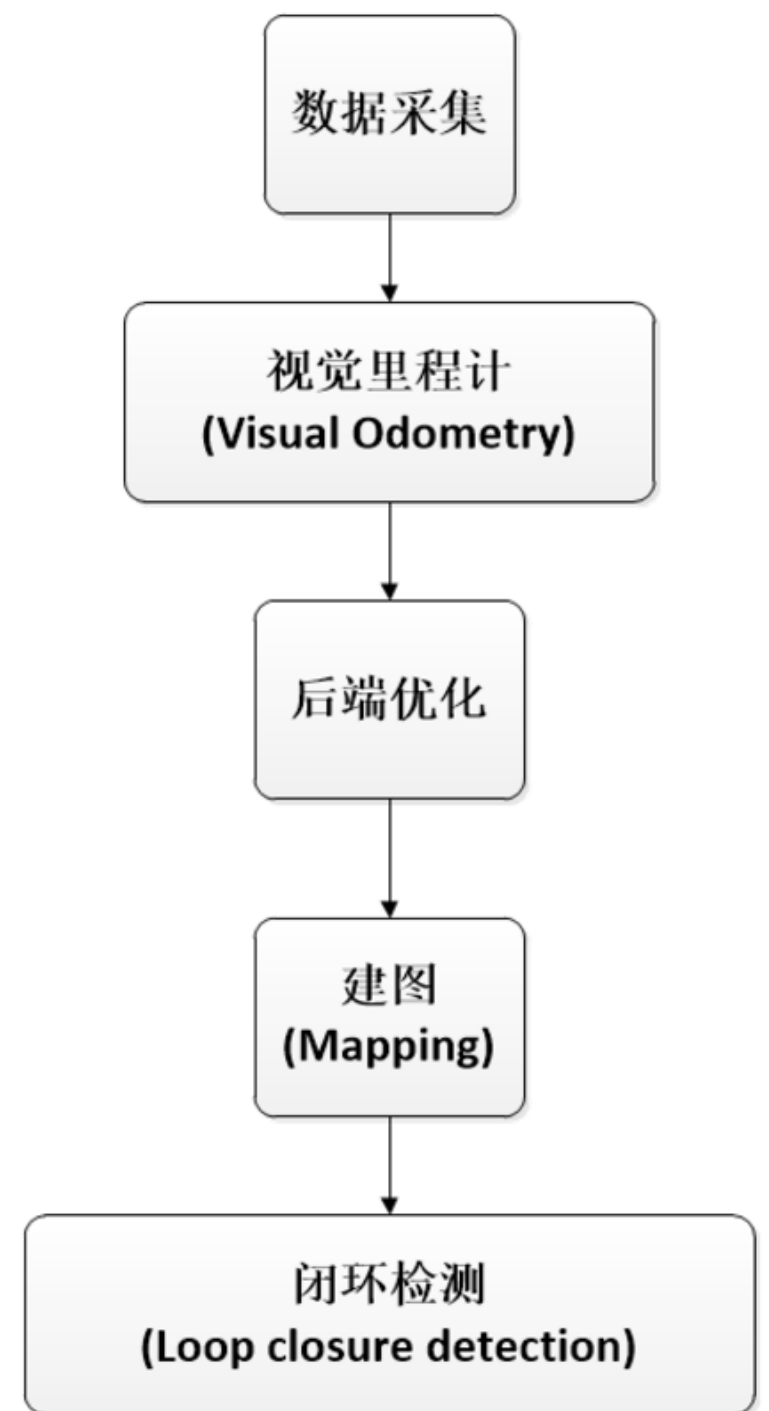 数据采集
视觉里程计
(Visual Odometry)
后端优化
建图
(Mapping)
闭环检测
(Loop closure detection)